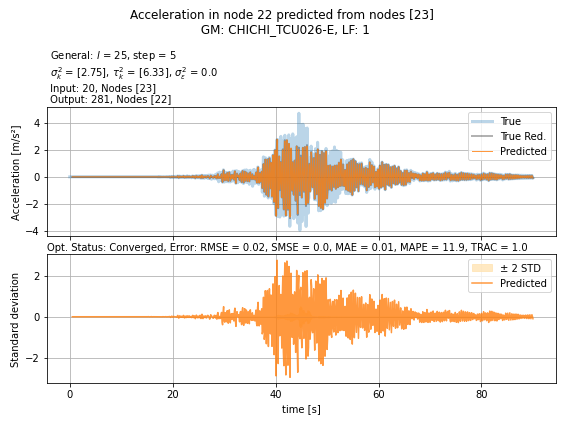 Acceleration in node 22 predicted from nodes [23]
GM: CHICHI_TCU026-E, LF: 1
General: l = 25, step = 5
σ²ₖ = [2.75], τ²ₖ = [6.33], σ²ε = 0.0
Input: 20, Nodes [23]
Output: 281, Nodes [22]
Acceleration [m/s²]
4
2
0
−2
−4
True
True Red.
Predicted
Opt. Status: Converged, Error: RMSE = 0.02, SMSE = 0.0, MAE = 0.01, MAPE = 11.9, TRAC = 1.0
Standard deviation
2
0
−2
± 2 STD
Predicted
0 20 40 60 80
time [s]